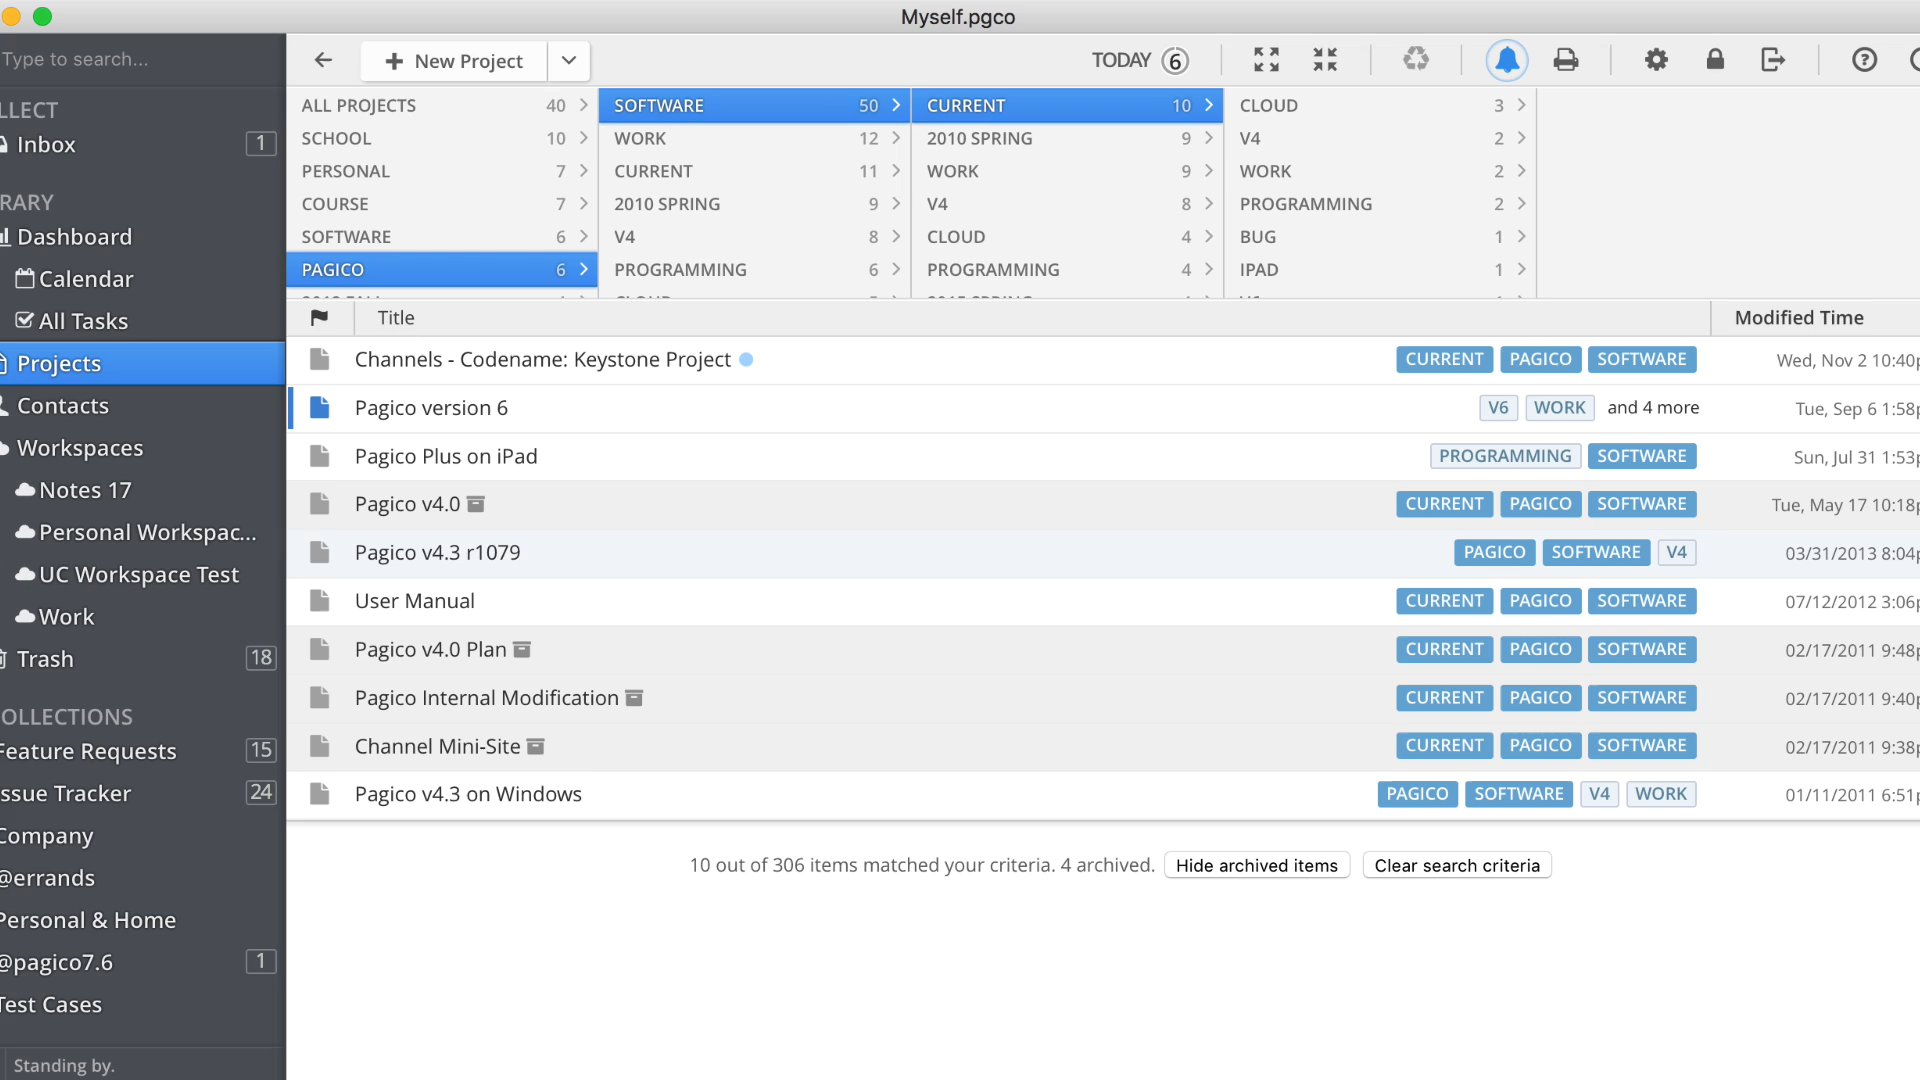 Myself.pgco
Type to search...
New Project
TODAY 6
LLECT
Inbox 1
RARY
Dashboard
Calendar
All Tasks
Projects
Contacts
Workspaces
Notes 17
Personal Workspac...
UC Workspace Test
Work
Trash 18
OLLECTIONS
Feature Requests 15
ssue Tracker 24
Company
@errands
Personal & Home
@pagico7.6 1
Test Cases
Standing by.
ALL PROJECTS 40
SCHOOL 10
PERSONAL 7
COURSE 7
SOFTWARE 6
PAGICO 6
SOFTWARE 50
WORK 12
CURRENT 11
2010 SPRING 9
V4 8
PROGRAMMING 6
CURRENT 10
2010 SPRING 9
WORK 9
V4 8
CLOUD 4
PROGRAMMING 4
CLOUD 3
V4 2
WORK 2
PROGRAMMING 2
BUG 1
IPAD 1
Title Modified Time
Channels - Codename: Keystone Project CURRENT PAGICO SOFTWARE Wed, Nov 2 10:40p
Pagico version 6 V6 WORK and 4 more Tue, Sep 6 1:58p
Pagico Plus on iPad PROGRAMMING SOFTWARE Sun, Jul 31 1:53p
Pagico v4.0 CURRENT PAGICO SOFTWARE Tue, May 17 10:18p
Pagico v4.3 r1079 PAGICO SOFTWARE V4 03/31/2013 8:04p
User Manual CURRENT PAGICO SOFTWARE 07/12/2012 3:06p
Pagico v4.0 Plan CURRENT PAGICO SOFTWARE 02/17/2011 9:48p
Pagico Internal Modification CURRENT PAGICO SOFTWARE 02/17/2011 9:40p
Channel Mini-Site CURRENT PAGICO SOFTWARE 02/17/2011 9:38p
Pagico v4.3 on Windows PAGICO SOFTWARE V4 WORK 01/11/2011 6:51p
10 out of 306 items matched your criteria. 4 archived. Hide archived items Clear search criteria